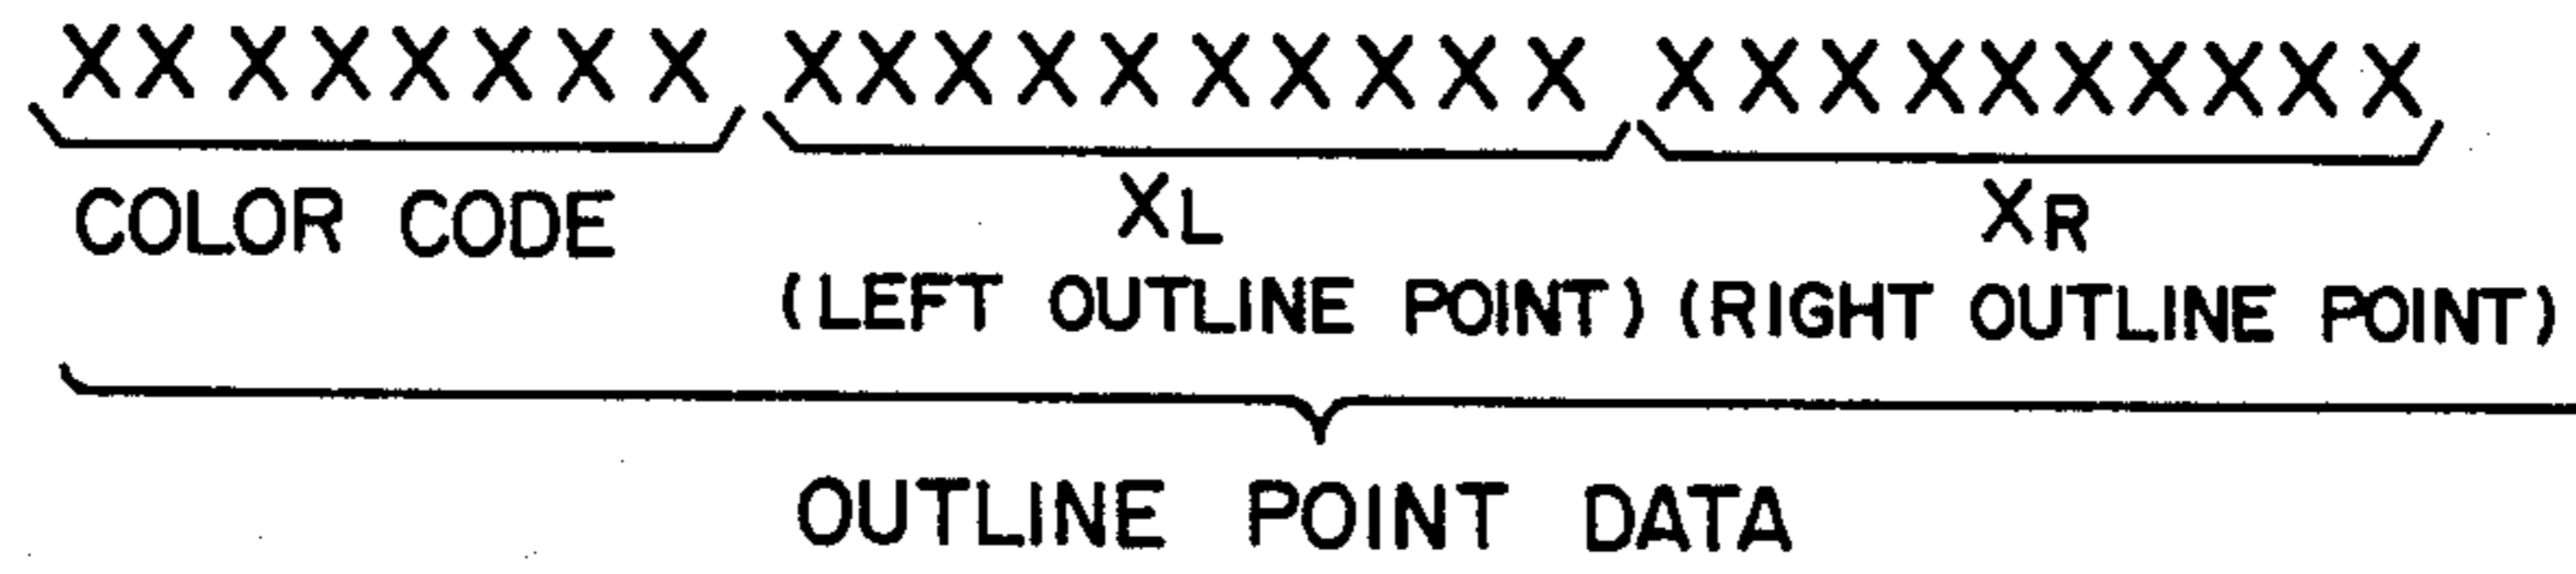 XXXXXXXX XXXXXXXXXX XXXXXXXXXX
COLOR CODE XL XR
(LEFT OUTLINE POINT) (RIGHT OUTLINE POINT)
OUTLINE POINT DATA